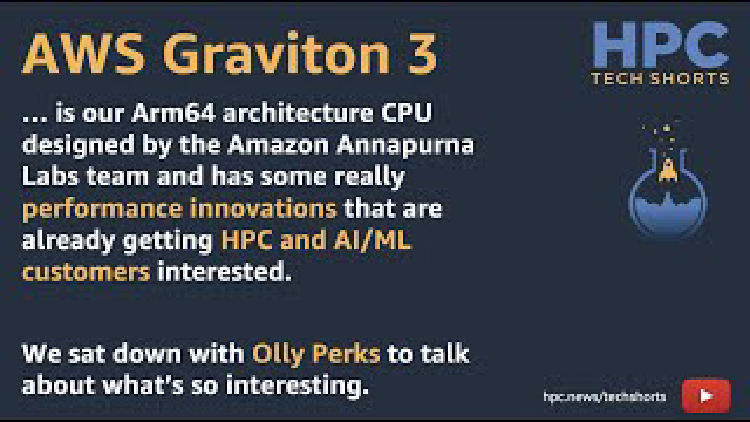 AWS Graviton 3
HPC
TECH SHORTS
... is our Arm64 architecture CPU
designed by the Amazon Annapurna
Labs team and has some really
performance innovations that are
already getting HPC and AI/ML
customers interested.
We sat down with Olly Perks to talk
about what's so interesting.
hpc.news/techshorts